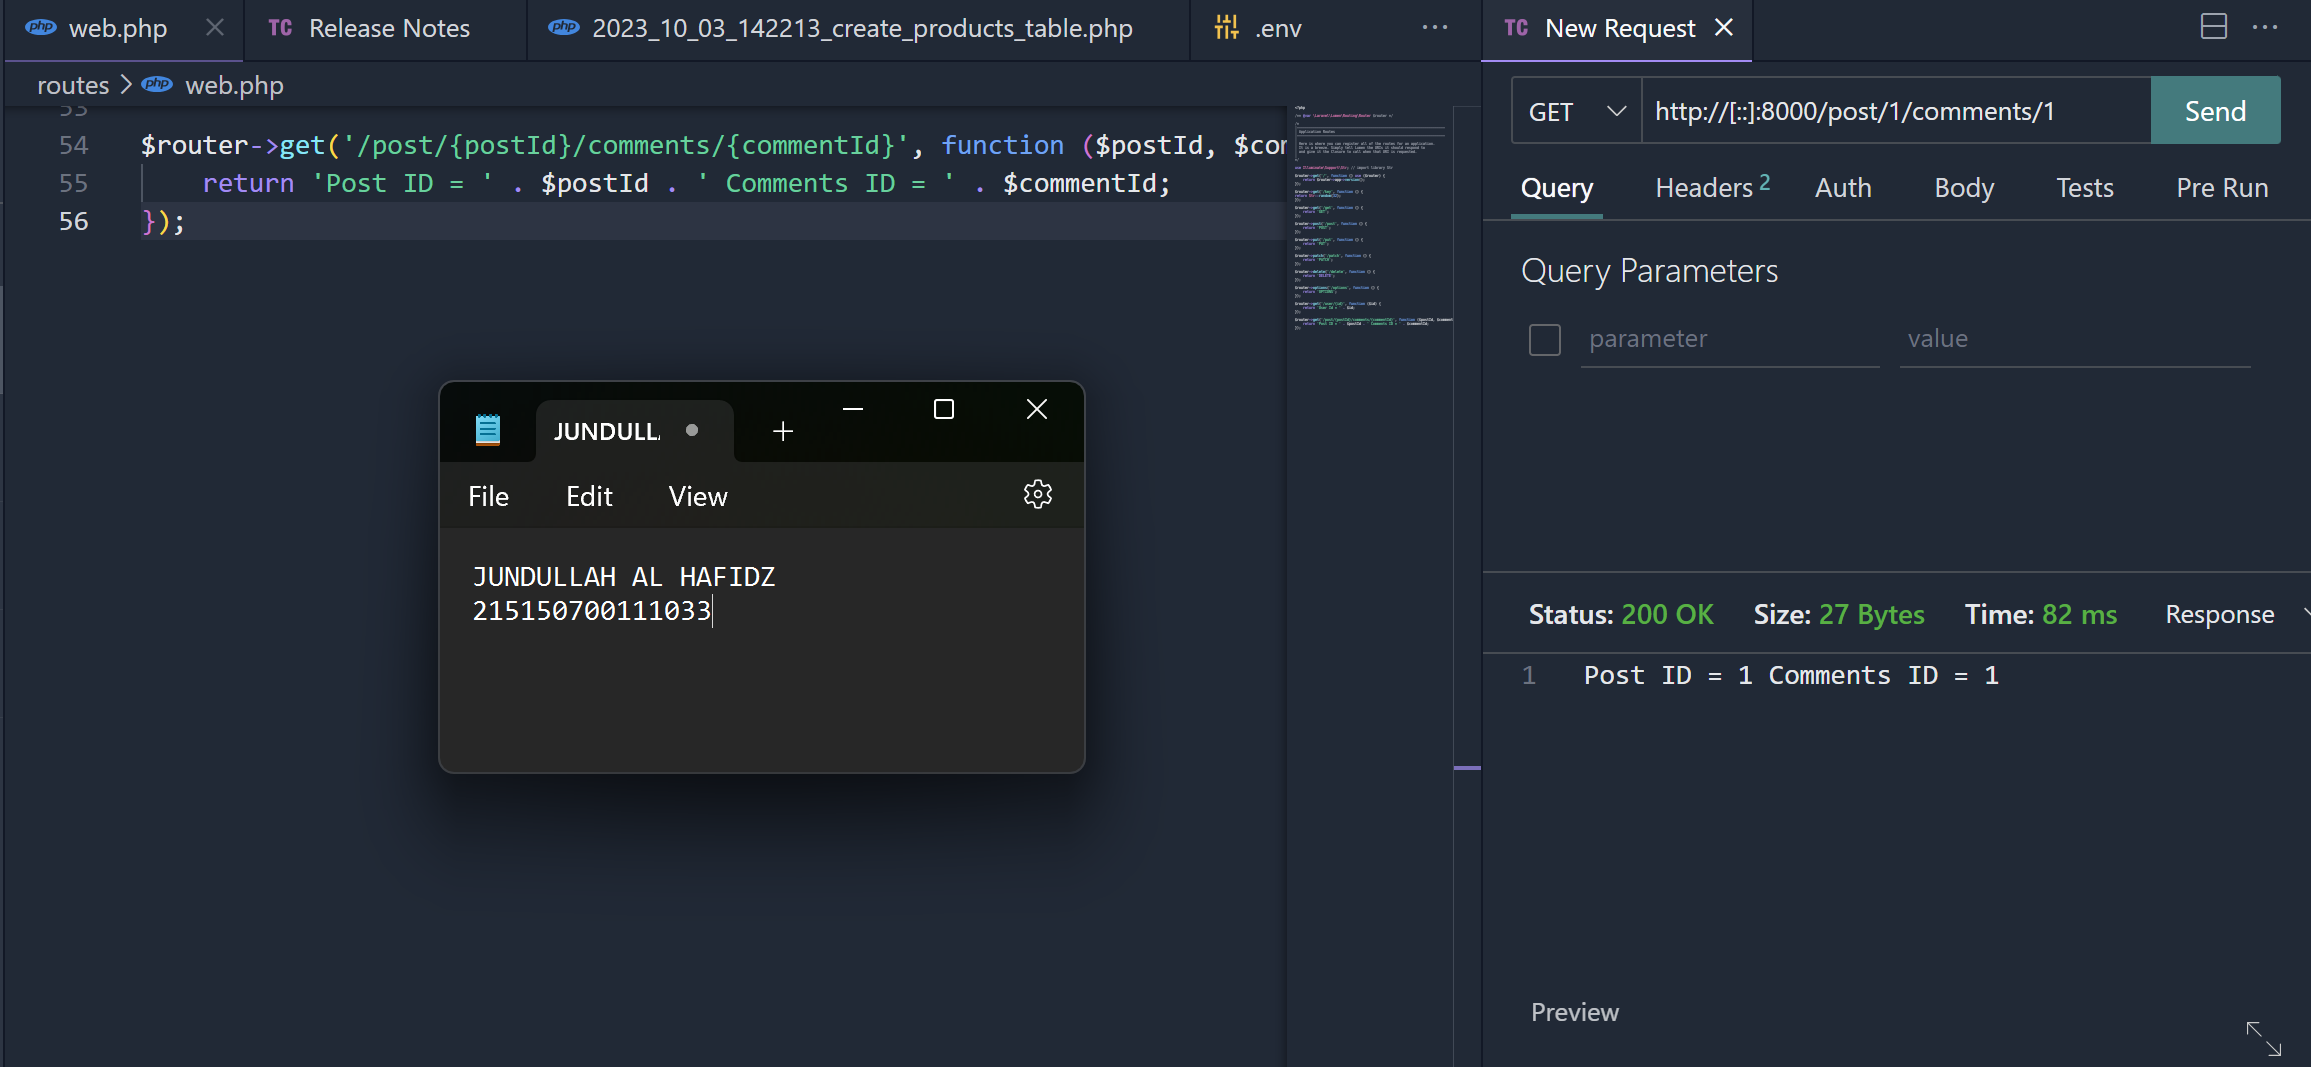 web.php
Release Notes
2023_10_03_142213_create_products_table.php
.env
TC New Request
routes > web.php
53
54 $router->get('/post/{postId}/comments/{commentId}', function ($postId, $co
55 return 'Post ID = ' . $postId . ' Comments ID = ' . $commentId;
56 });
JUNDULL
File Edit View
JUNDULLAH AL HAFIDZ
215150700111033
GET http://[::]:8000/post/1/comments/1 Send
Query Headers 2 Auth Body Tests Pre Run
Query Parameters
parameter value
Status: 200 OK Size: 27 Bytes Time: 82 ms Response
1 Post ID = 1 Comments ID = 1
Preview